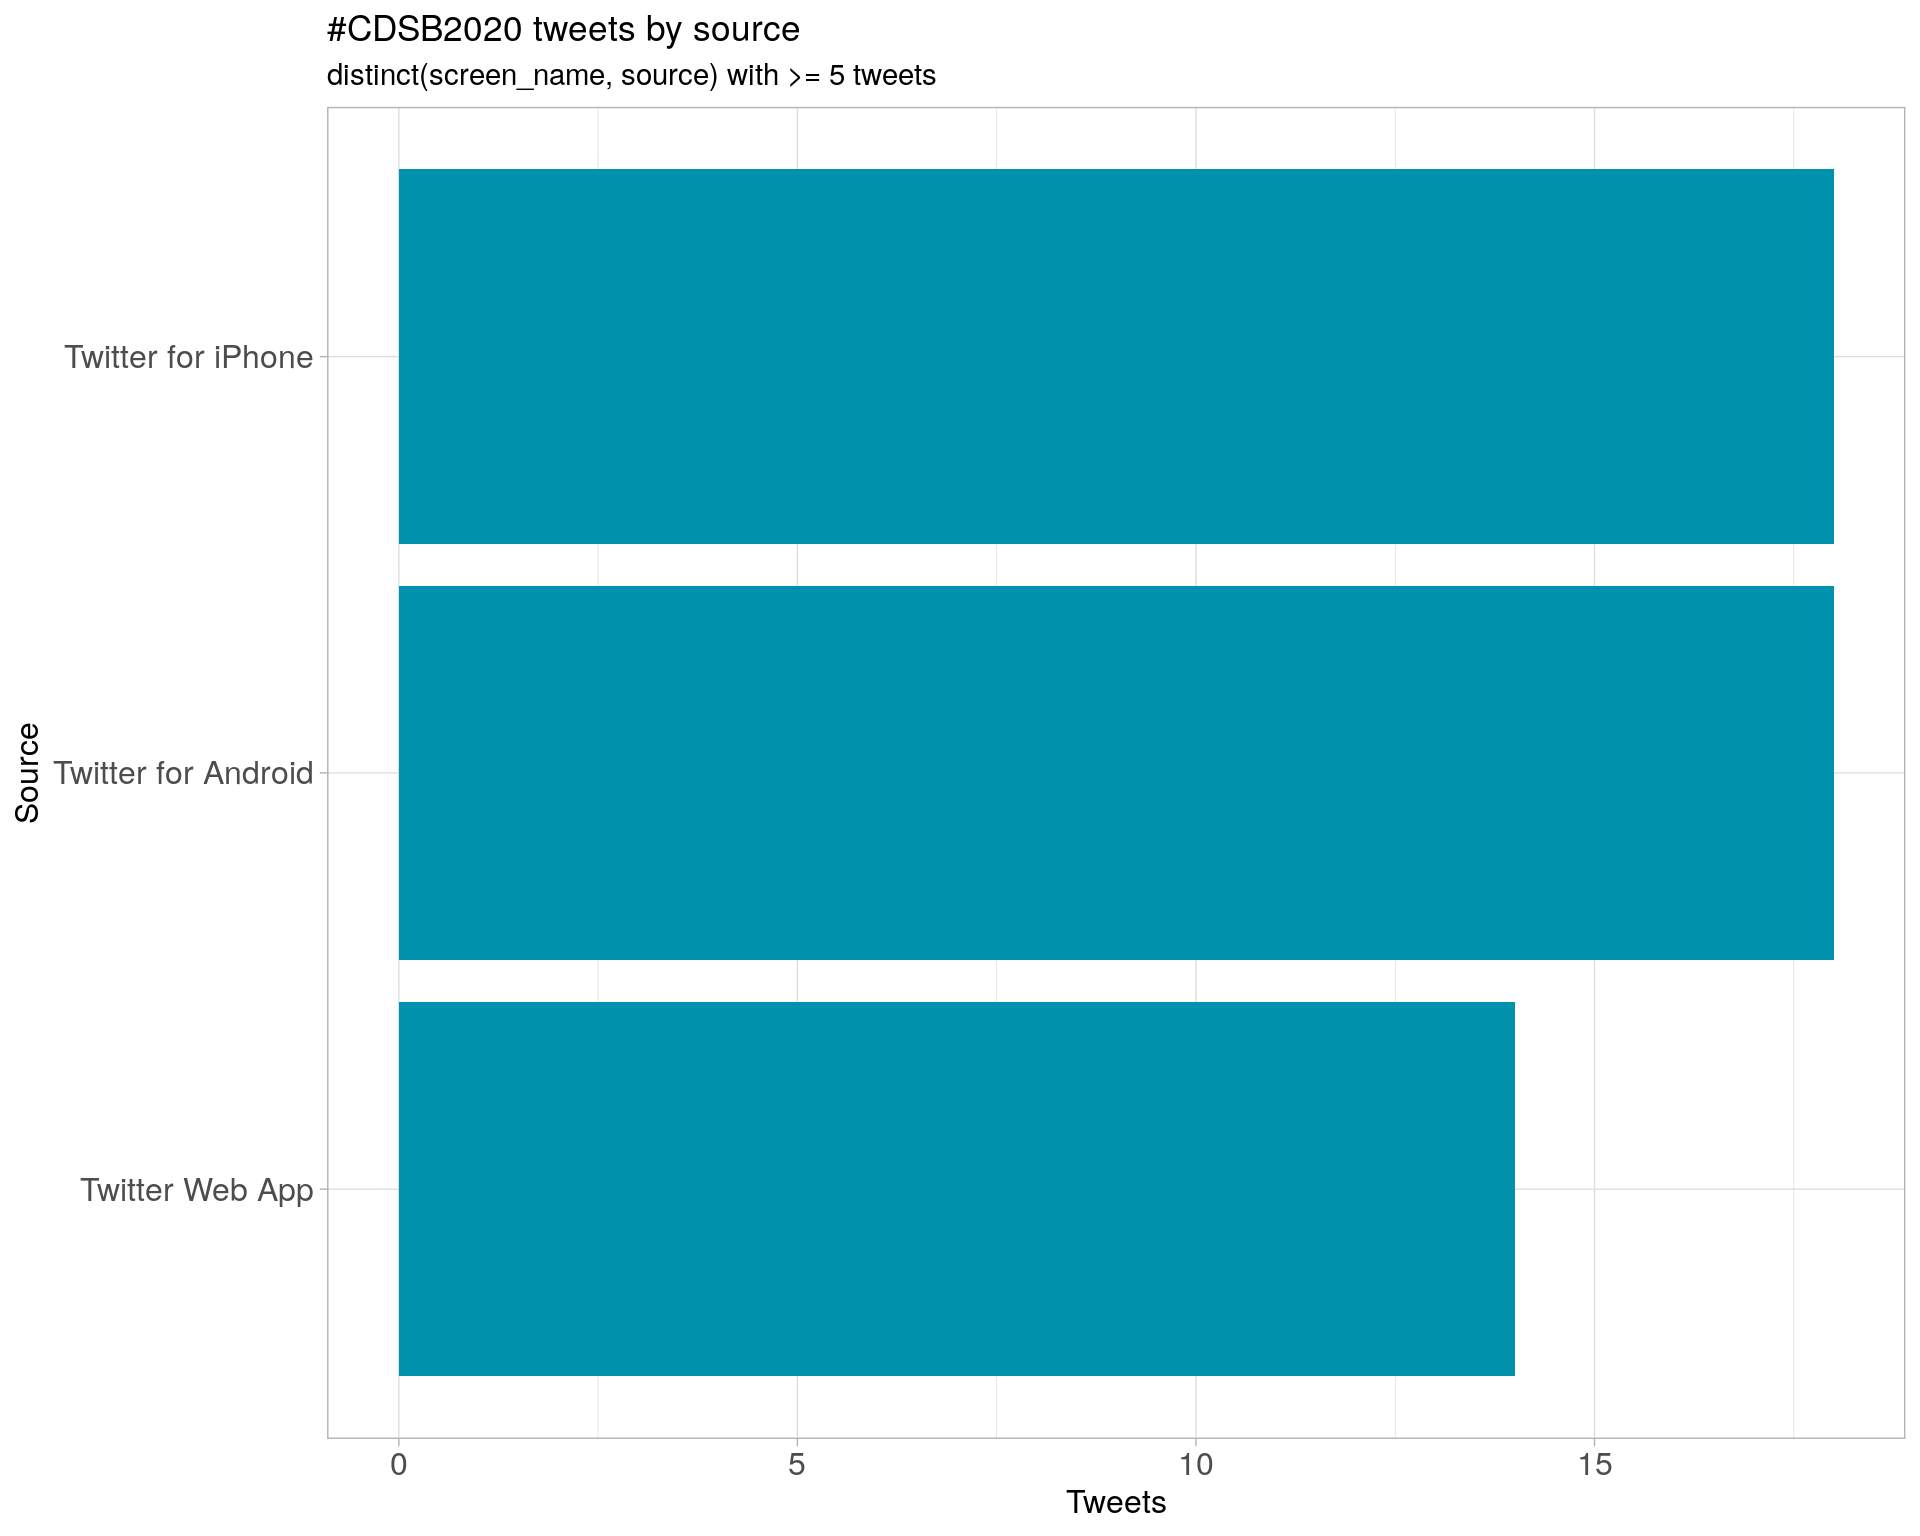 #CDSB2020 tweets by source
distinct(screen_name, source) with >= 5 tweets
Source
Twitter for iPhone
Twitter for Android
Twitter Web App
0 5 10 15
Tweets